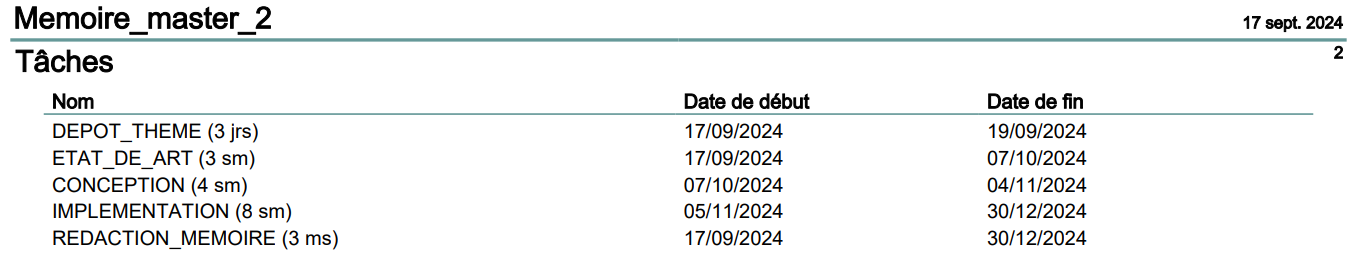 Memoire_master_2 17 sept. 2024
Tâches 2
Nom Date de début Date de fin
DEPOT_THEME (3 jrs) 17/09/2024 19/09/2024
ETAT_DE_ART (3 sm) 17/09/2024 07/10/2024
CONCEPTION (4 sm) 07/10/2024 04/11/2024
IMPLEMENTATION (8 sm) 05/11/2024 30/12/2024
REDACTION_MEMOIRE (3 ms) 17/09/2024 30/12/2024